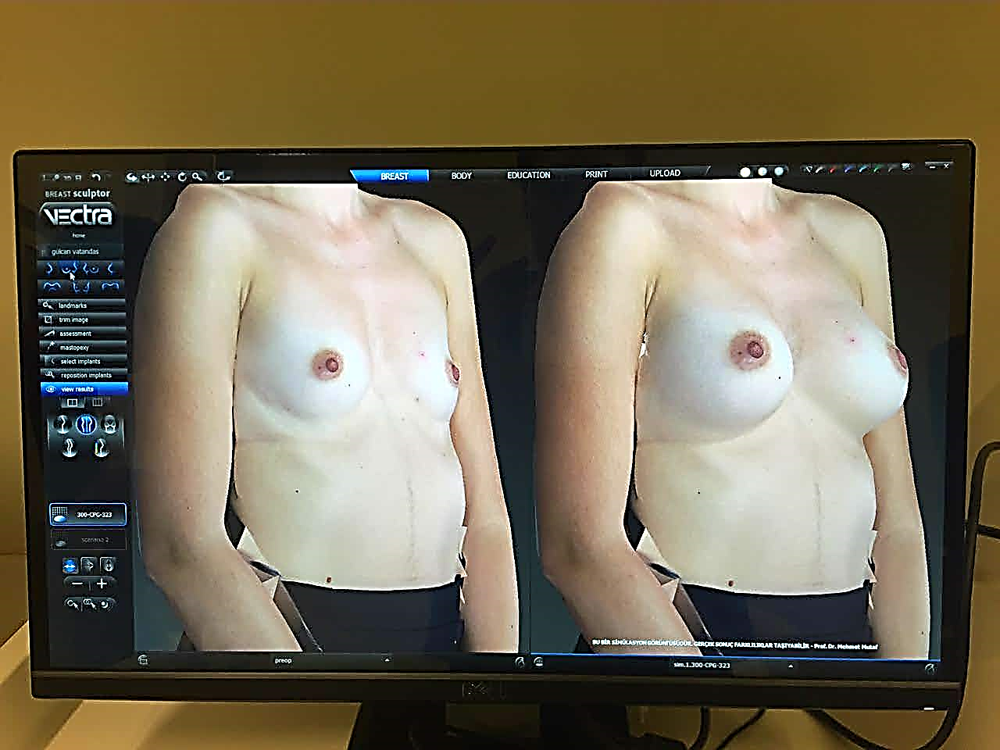 BREAST BODY EDUCATION PRINT UPLOAD
BREAST sculptor
vectra
home
gülcan vatandas
landmarks
trim image
assessment
mastopexy
select implants
reposition implants
view results
300-CPG-323
scenario 2
BU BİR SİMÜLASYON GÖRÜNTÜSÜDÜR, GERÇEK SONUÇ FARKLILIKLAR TAŞIYABİLİR - Prof. Dr. Mehmet Mutaf
preop
sim.1.300-CPG-323
DELL